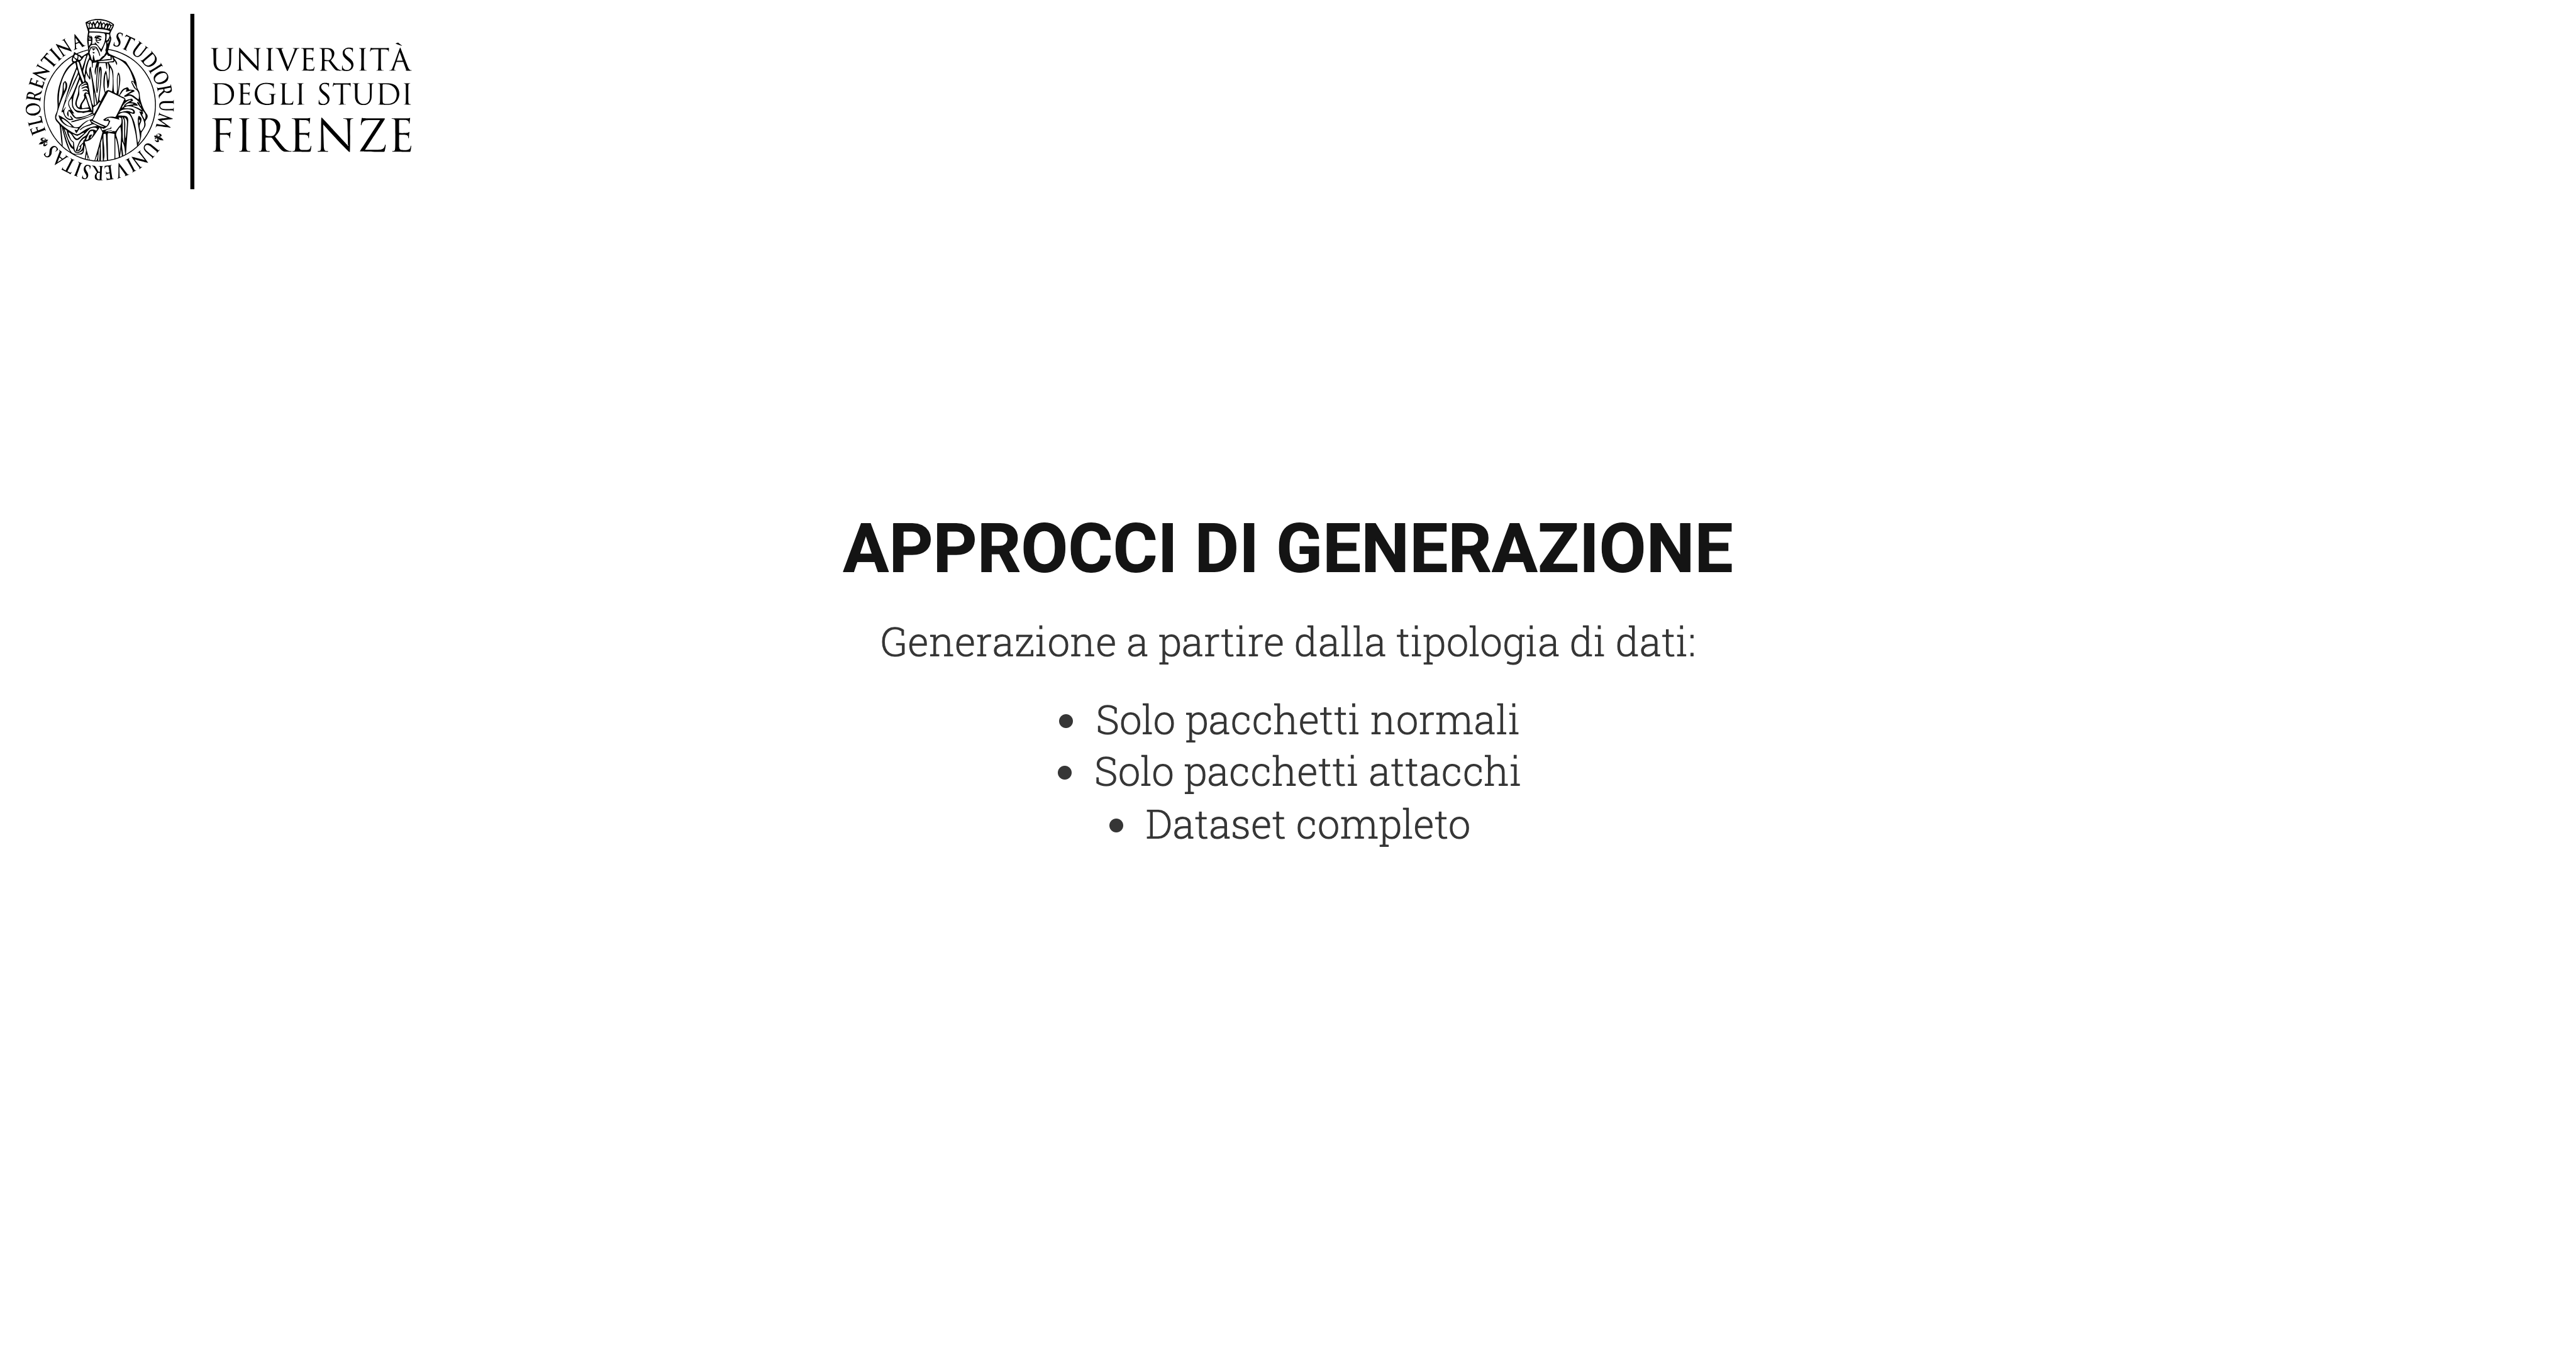 FLORENTINA STUDIORUM UNIVERSITAS
UNIVERSITÀ
DEGLI STUDI
FIRENZE
APPROCCI DI GENERAZIONE
Generazione a partire dalla tipologia di dati:
• Solo pacchetti normali
• Solo pacchetti attacchi
• Dataset completo